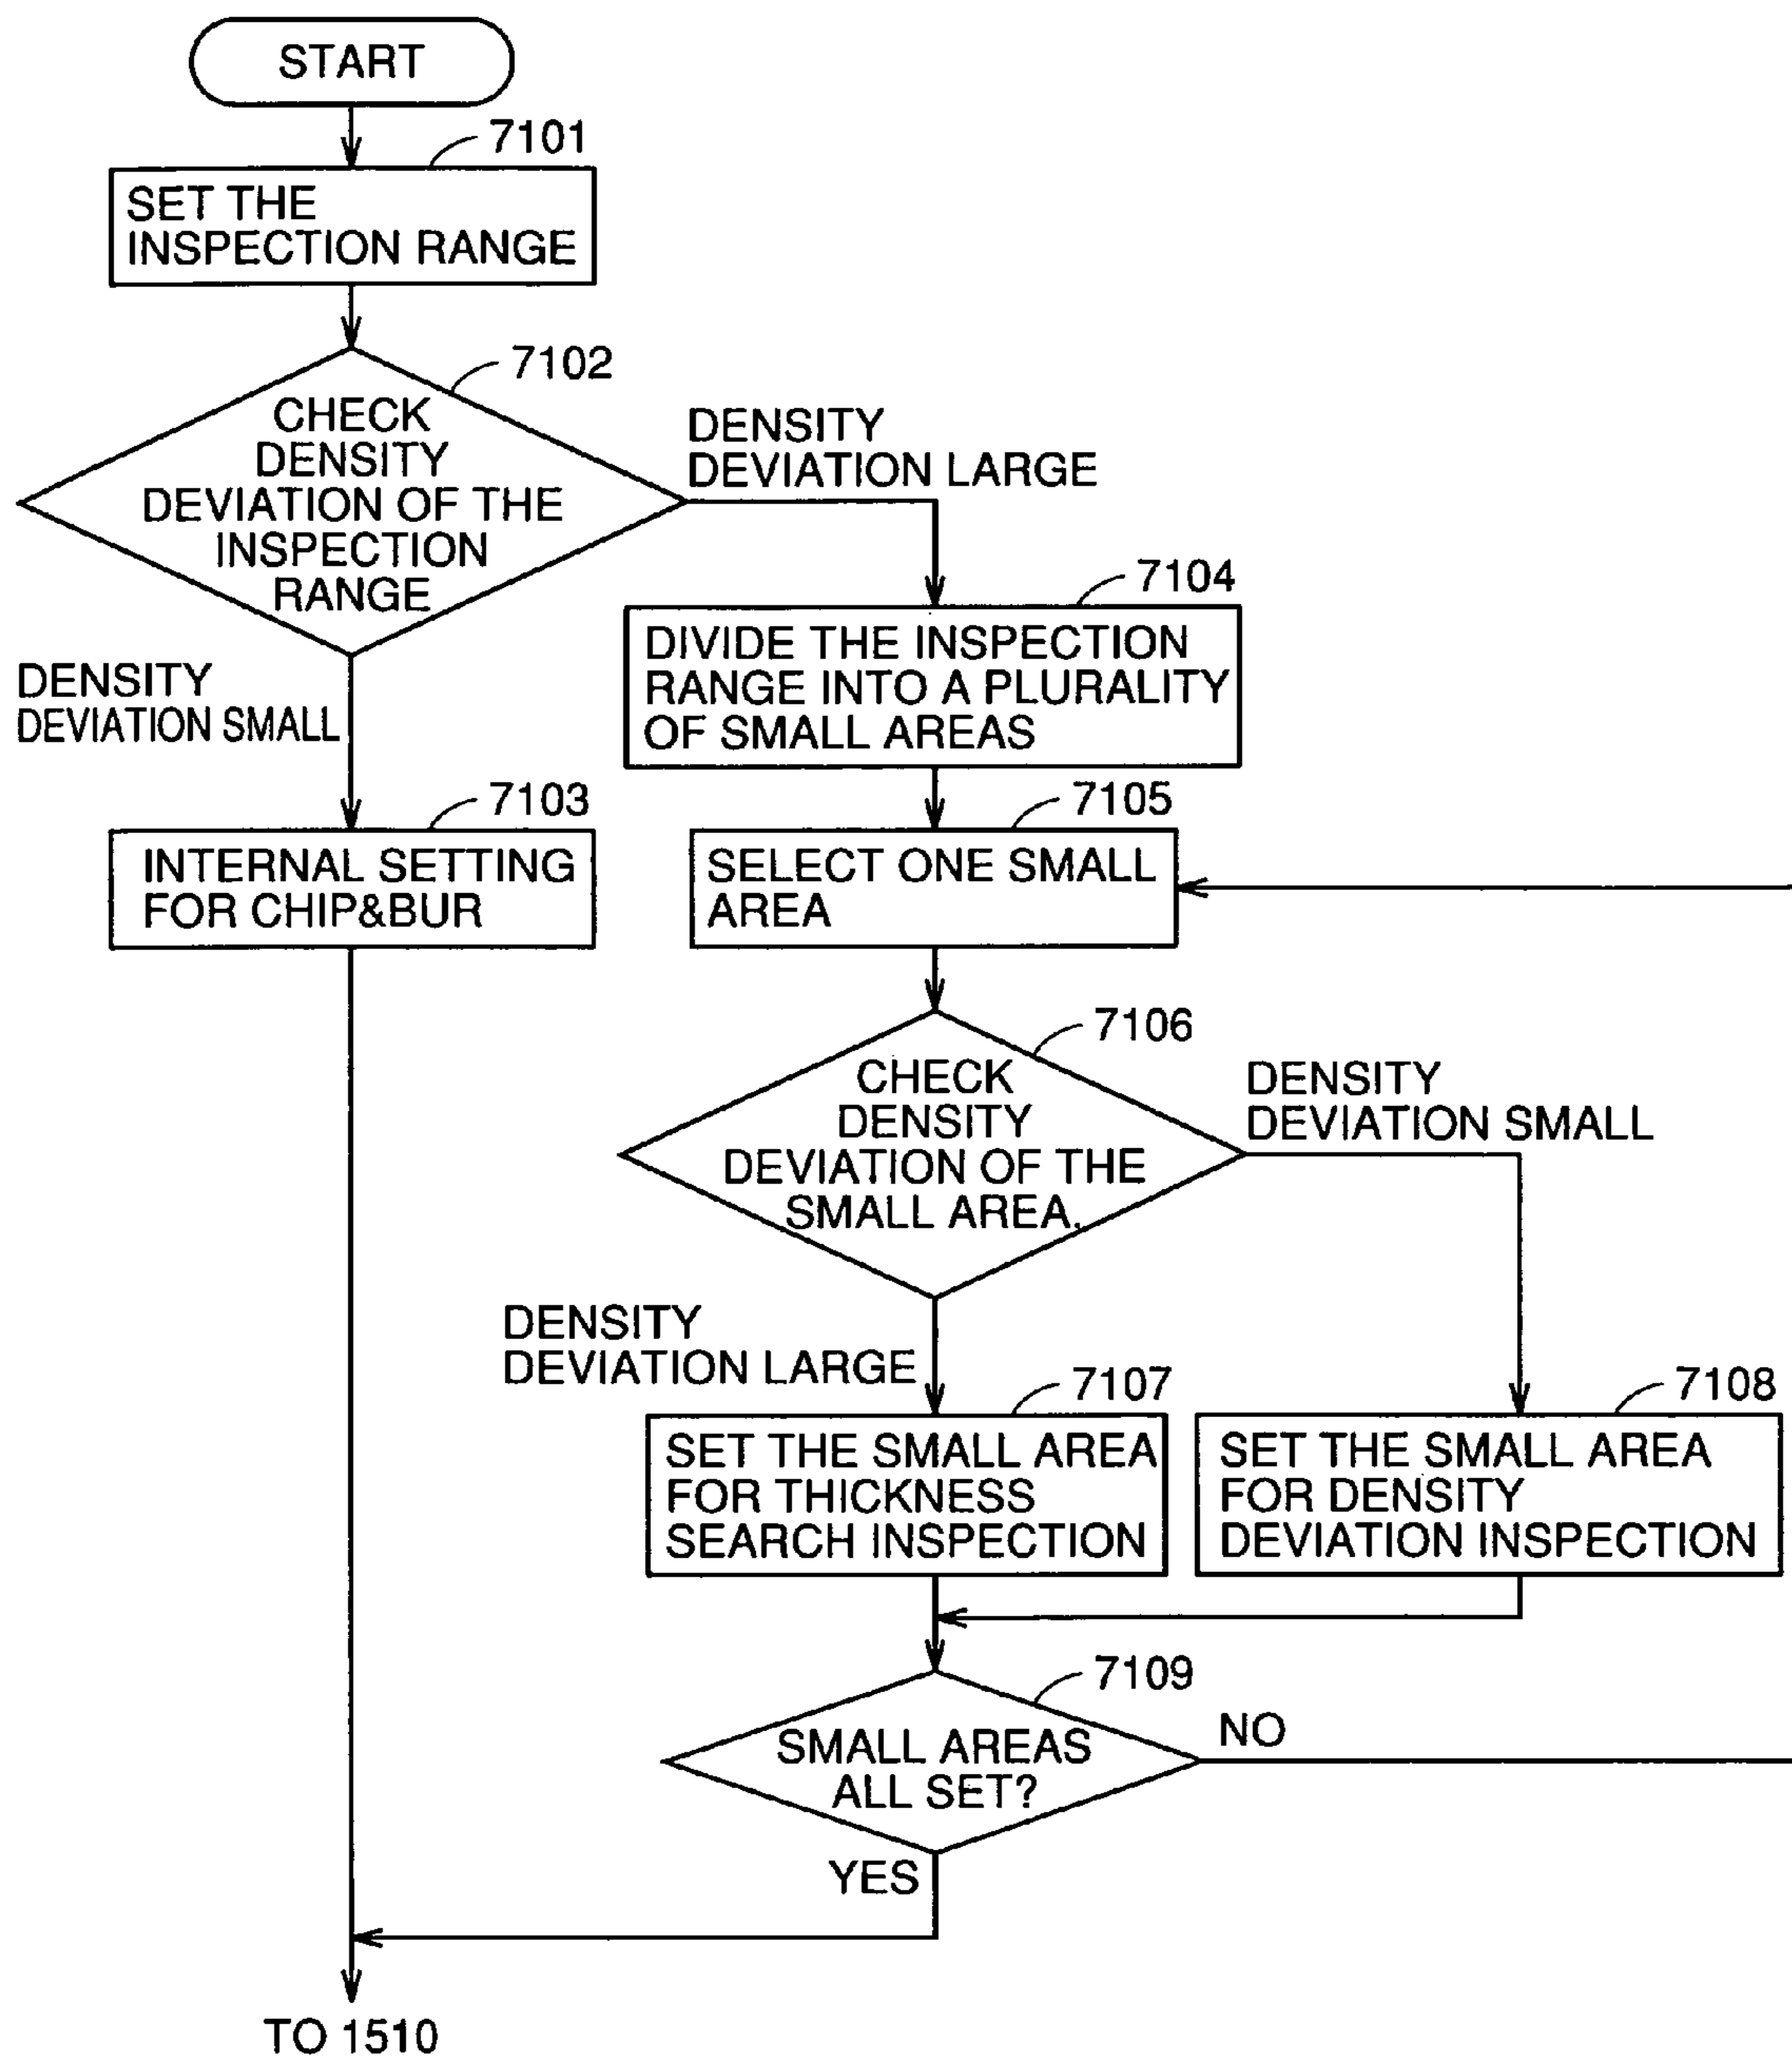 START
7101
SET THE
INSPECTION RANGE
7102
CHECK
DENSITY
DEVIATION OF THE
INSPECTION
RANGE
DENSITY
DEVIATION LARGE
DENSITY
DEVIATION SMALL
7103
INTERNAL SETTING
FOR CHIP&BUR
7104
DIVIDE THE INSPECTION
RANGE INTO A PLURALITY
OF SMALL AREAS
7105
SELECT ONE SMALL
AREA
7106
CHECK
DENSITY
DEVIATION OF THE
SMALL AREA.
DENSITY
DEVIATION SMALL
DENSITY
DEVIATION LARGE
7107
SET THE SMALL AREA
FOR THICKNESS
SEARCH INSPECTION
7108
SET THE SMALL AREA
FOR DENSITY
DEVIATION INSPECTION
7109
SMALL AREAS
ALL SET?
NO
YES
TO 1510